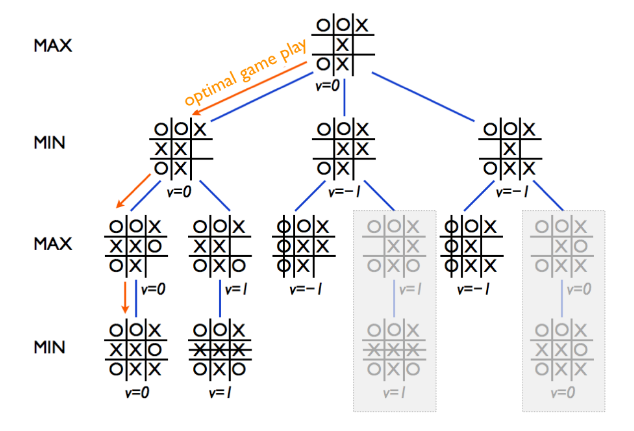 O O X
MAX
X
optimal game play
O X
v=0
O O X O O X O O X
MIN
X X X X X
O X O X O X X
v=0 v=-1 v=-1
O O X O O X O O X O O X O O X O O X
MAX
X X O X X O X X X X O X X O
O X O X O O X O X O O X X O X X
v=0 v=1 v=-1 v=1 v=-1 v=0
O O X O O X O O X O O X
MIN
X X O X X X X X X X X O
O X X O X O O X O O X X
v=0 v=1 v=1 v=0